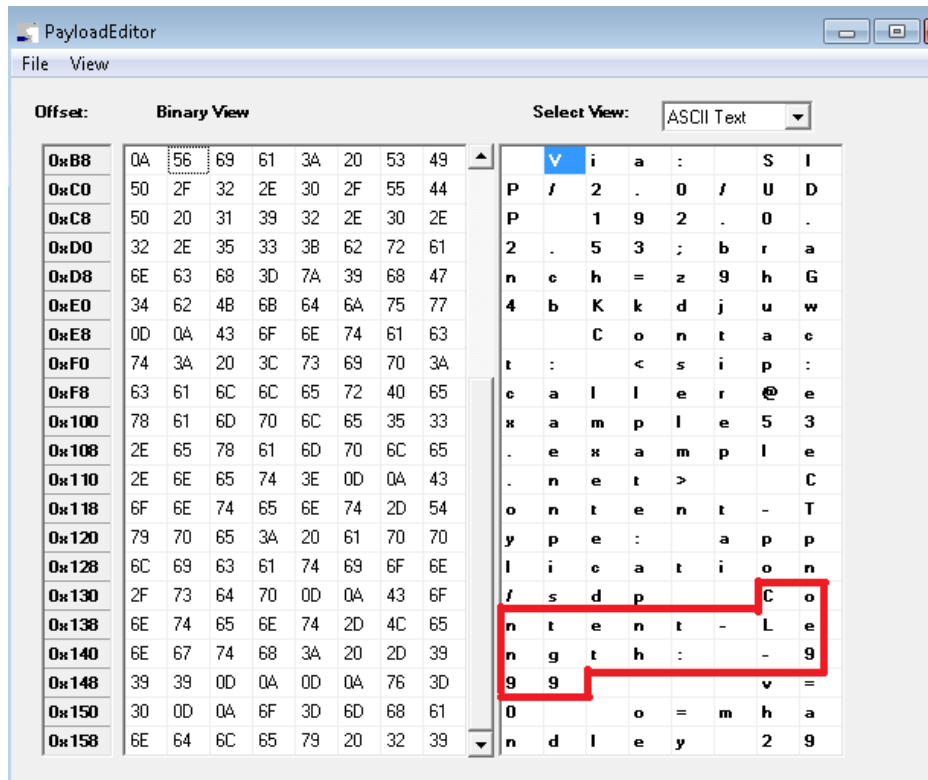 PayloadEditor
File View
Offset: Binary View Select View: ASCII Text
0xB8 0A 56 69 61 3A 20 53 49 V i a : S I
0xC0 50 2F 32 2E 30 2F 55 44 P / 2 . 0 / U D
0xC8 50 20 31 39 32 2E 30 2E P 1 9 2 . 0 .
0xD0 32 2E 35 33 3B 62 72 61 2 . 5 3 ; b r a
0xD8 6E 63 68 3D 7A 39 68 47 n c h = z 9 h G
0xE0 34 62 4B 6B 64 6A 75 77 4 b K k d j u w
0xE8 0D 0A 43 6F 6E 74 61 63 C o n t a c
0xF0 74 3A 20 3C 73 69 70 3A t : < s i p :
0xF8 63 61 6C 6C 65 72 40 65 c a l l e r @ e
0x100 78 61 6D 70 6C 65 35 33 x a m p l e 5 3
0x108 2E 65 78 61 6D 70 6C 65 . e x a m p l e
0x110 2E 6E 65 74 3E 0D 0A 43 . n e t > C
0x118 6F 6E 74 65 6E 74 2D 54 o n t e n t - T
0x120 79 70 65 3A 20 61 70 70 y p e : a p p
0x128 6C 69 63 61 74 69 6F 6E l i c a t i o n
0x130 2F 73 64 70 0D 0A 43 6F / s d p C o
0x138 6E 74 65 6E 74 2D 4C 65 n t e n t - L e
0x140 6E 67 74 68 3A 20 2D 39 n g t h : - 9
0x148 39 39 0D 0A 0D 0A 76 3D 9 9 v =
0x150 30 0D 0A 6F 3D 6D 68 61 0 o = m h a
0x158 6E 64 6C 65 79 20 32 39 n d l e y 2 9